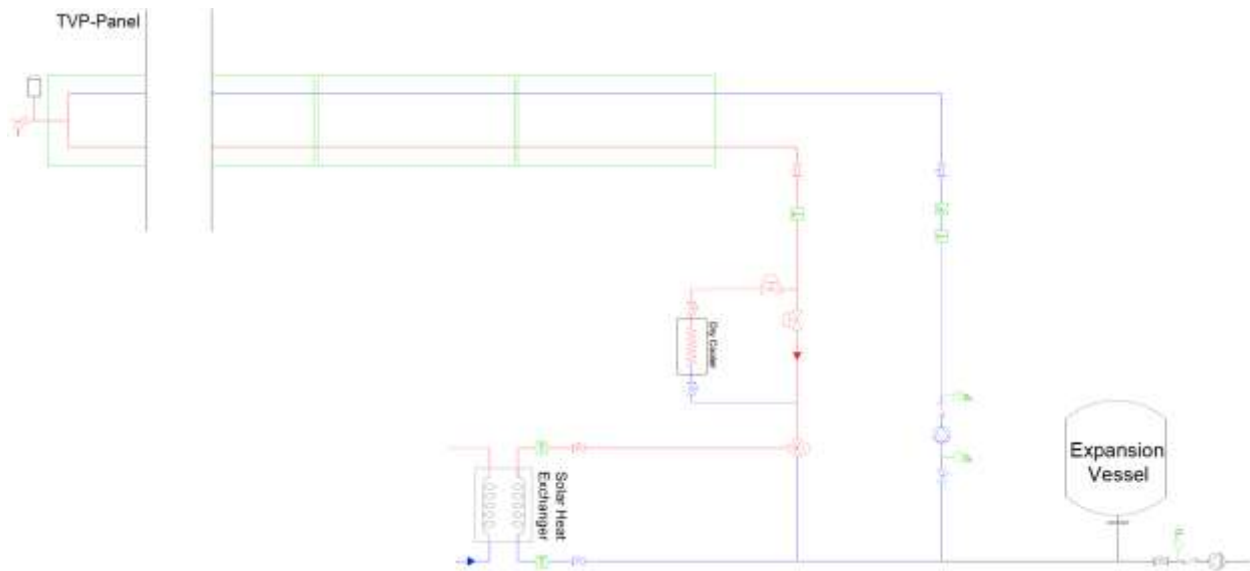 TVP-Panel
Dry Cooler
Solar Heat
Exchanger
Expansion
Vessel